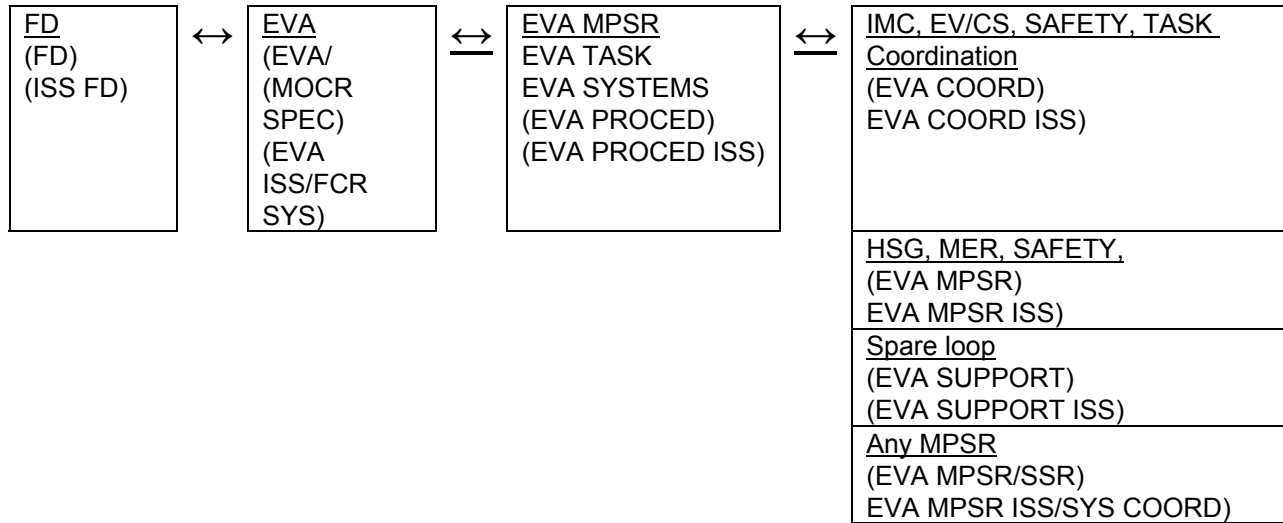 FD
(FD)
(ISS FD)
↔
EVA
(EVA/
(MOCR
SPEC)
(EVA
ISS/FCR
SYS)
↔
EVA MPSR
EVA TASK
EVA SYSTEMS
(EVA PROCED)
(EVA PROCED ISS)
↔
IMC, EV/CS, SAFETY, TASK
Coordination
(EVA COORD)
EVA COORD ISS)
HSG, MER, SAFETY,
(EVA MPSR)
EVA MPSR ISS)
Spare loop
(EVA SUPPORT)
(EVA SUPPORT ISS)
Any MPSR
(EVA MPSR/SSR)
EVA MPSR ISS/SYS COORD)